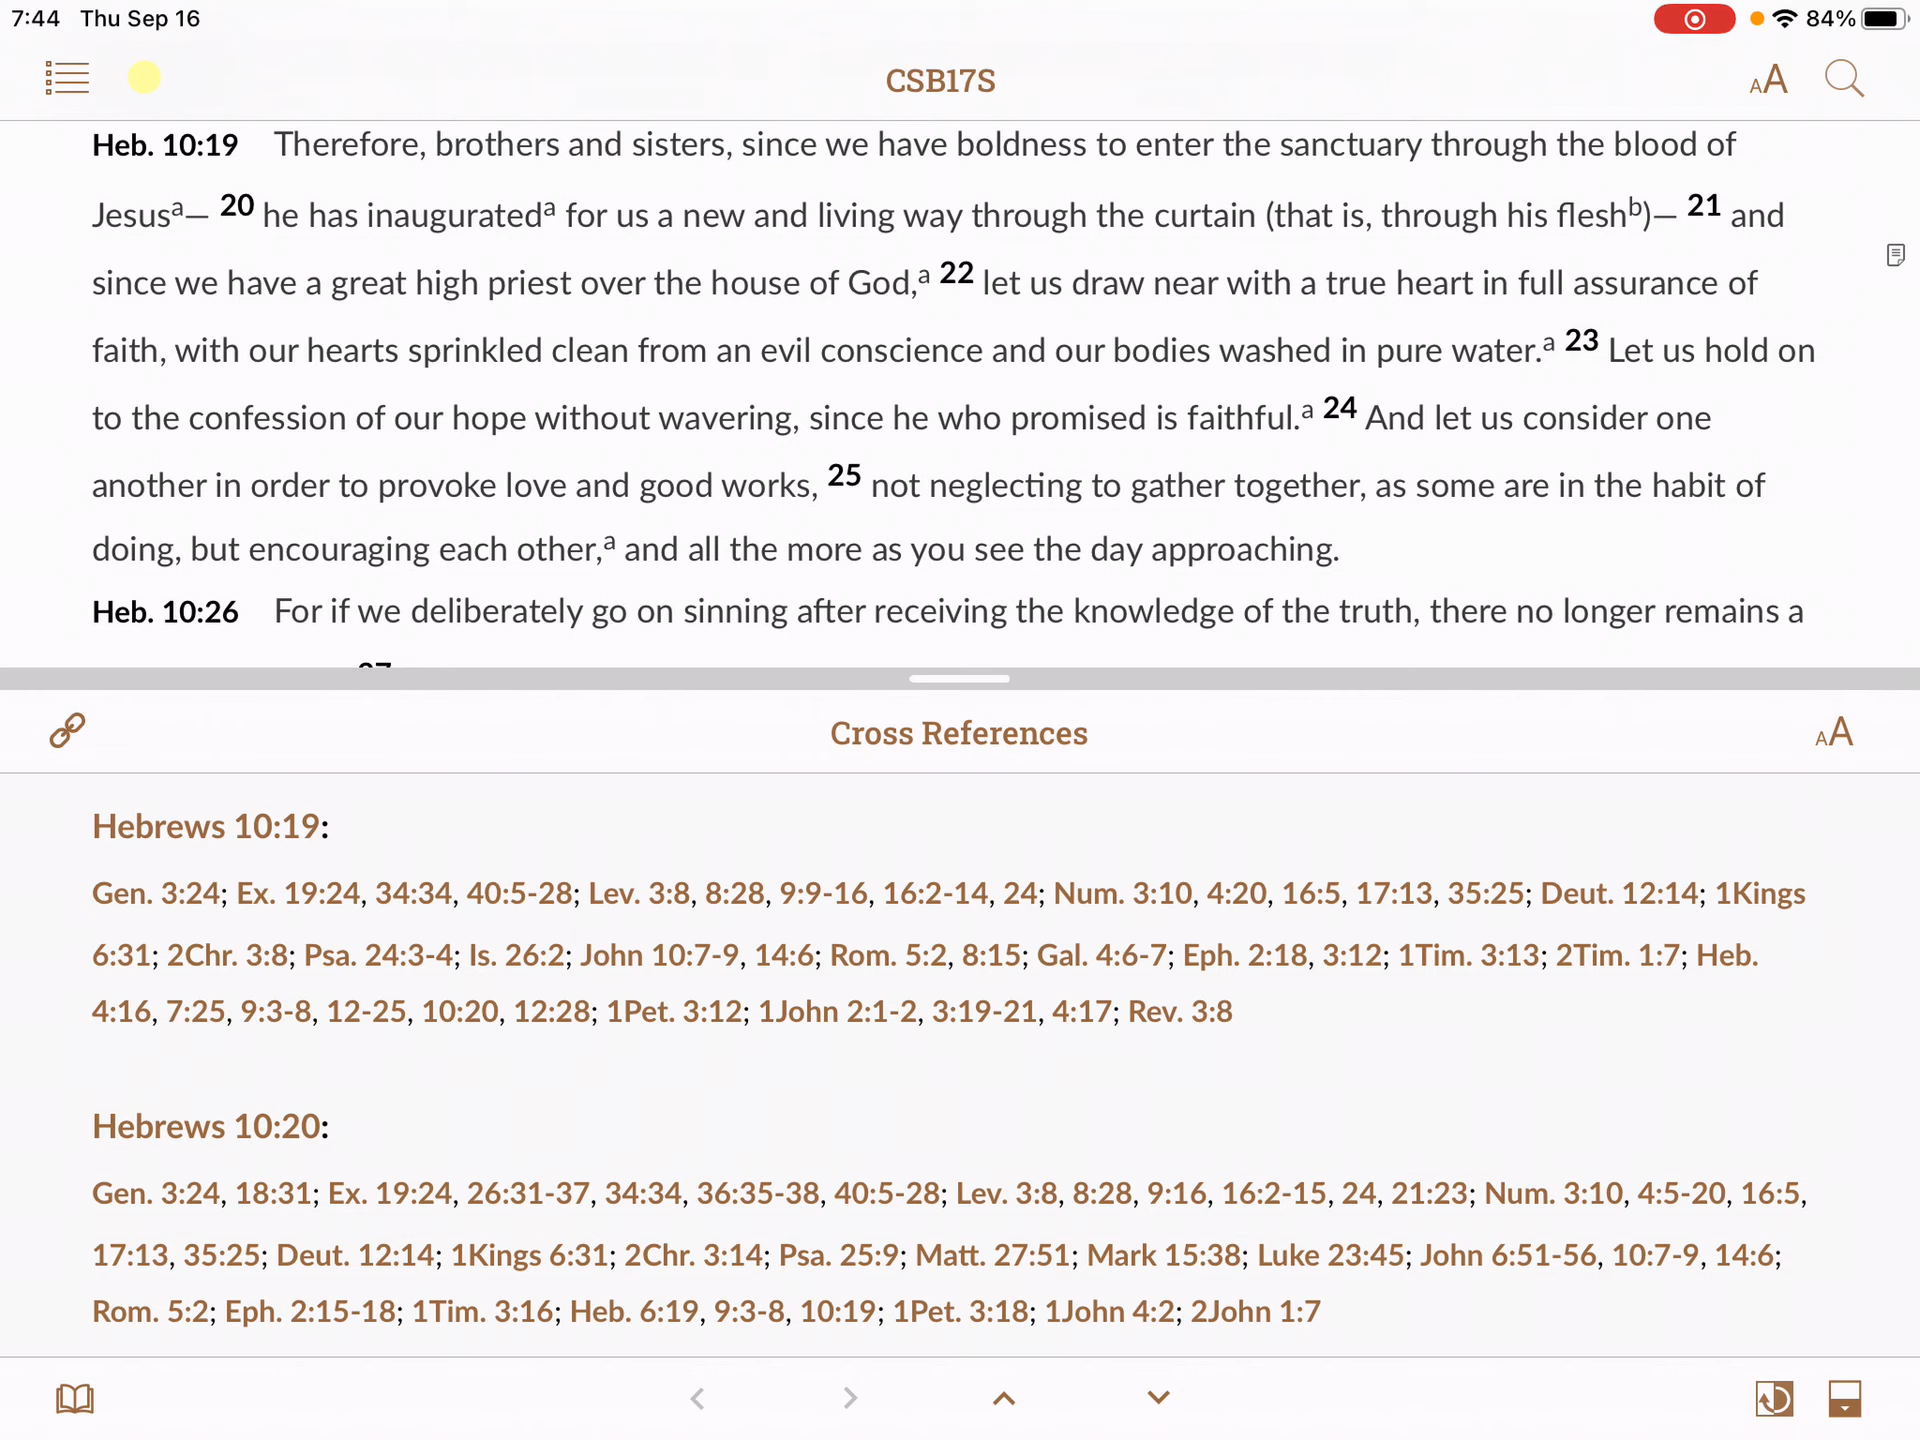 7:44 Thu Sep 16 84%
CSB17S AA
Heb. 10:19 Therefore, brothers and sisters, since we have boldness to enter the sanctuary through the blood of
Jesusa— 20 he has inaugurateda for us a new and living way through the curtain (that is, through his fleshb)— 21 and
since we have a great high priest over the house of God,a 22 let us draw near with a true heart in full assurance of
faith, with our hearts sprinkled clean from an evil conscience and our bodies washed in pure water.a 23 Let us hold on
to the confession of our hope without wavering, since he who promised is faithful.a 24 And let us consider one
another in order to provoke love and good works, 25 not neglecting to gather together, as some are in the habit of
doing, but encouraging each other,a and all the more as you see the day approaching.
Heb. 10:26 For if we deliberately go on sinning after receiving the knowledge of the truth, there no longer remains a
Cross References AA
Hebrews 10:19:
Gen. 3:24; Ex. 19:24, 34:34, 40:5-28; Lev. 3:8, 8:28, 9:9-16, 16:2-14, 24; Num. 3:10, 4:20, 16:5, 17:13, 35:25; Deut. 12:14; 1Kings
6:31; 2Chr. 3:8; Psa. 24:3-4; Is. 26:2; John 10:7-9, 14:6; Rom. 5:2, 8:15; Gal. 4:6-7; Eph. 2:18, 3:12; 1Tim. 3:13; 2Tim. 1:7; Heb.
4:16, 7:25, 9:3-8, 12-25, 10:20, 12:28; 1Pet. 3:12; 1John 2:1-2, 3:19-21, 4:17; Rev. 3:8
Hebrews 10:20:
Gen. 3:24, 18:31; Ex. 19:24, 26:31-37, 34:34, 36:35-38, 40:5-28; Lev. 3:8, 8:28, 9:16, 16:2-15, 24, 21:23; Num. 3:10, 4:5-20, 16:5,
17:13, 35:25; Deut. 12:14; 1Kings 6:31; 2Chr. 3:14; Psa. 25:9; Matt. 27:51; Mark 15:38; Luke 23:45; John 6:51-56, 10:7-9, 14:6;
Rom. 5:2; Eph. 2:15-18; 1Tim. 3:16; Heb. 6:19, 9:3-8, 10:19; 1Pet. 3:18; 1John 4:2; 2John 1:7